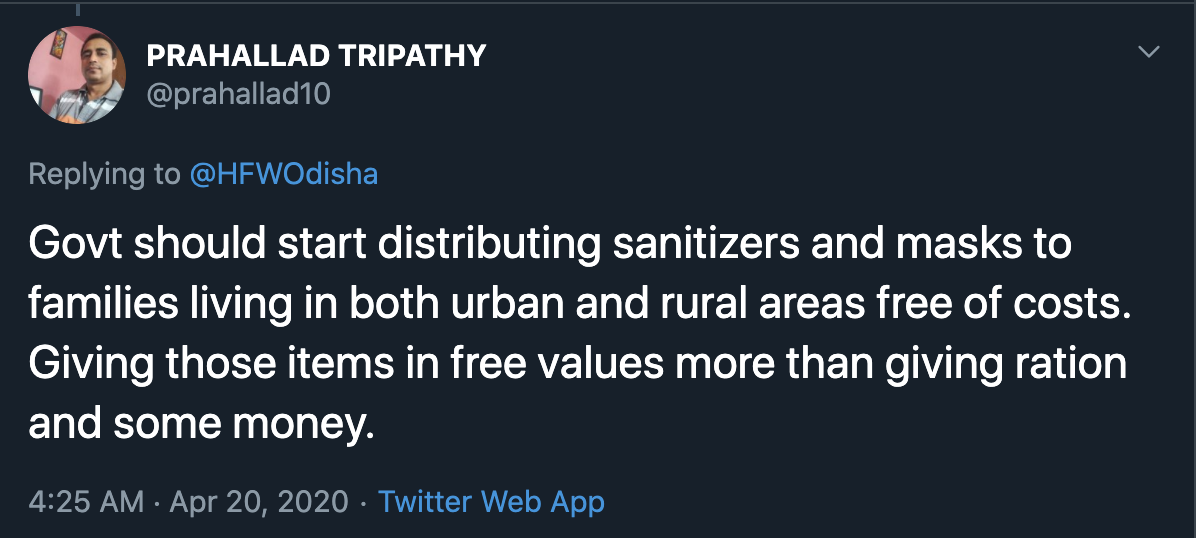 PRAHALLAD TRIPATHY
@prahallad10
Replying to @HFWOdisha
Govt should start distributing sanitizers and masks to
families living in both urban and rural areas free of costs.
Giving those items in free values more than giving ration
and some money.
4:25 AM · Apr 20, 2020 · Twitter Web App